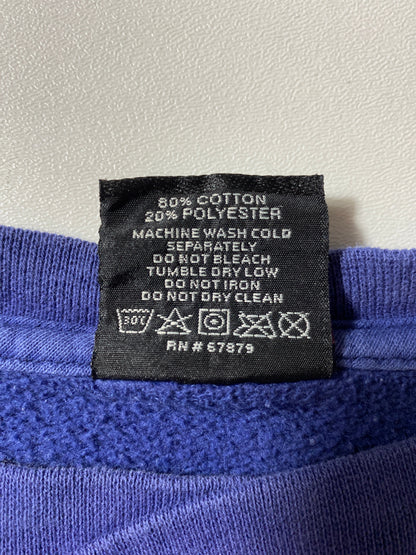 80% COTTON
20% POLYESTER
MACHINE WASH COLD
SEPARATELY
DO NOT BLEACH
TUMBLE DRY LOW
DO NOT IRON
DO NOT DRY CLEAN
30°C
RN # 67879